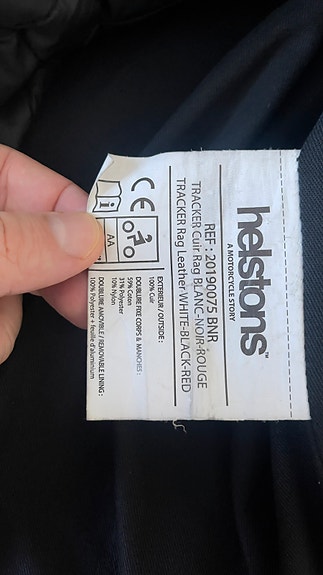 helstons™
A MOTORCYCLE STORY
REF : 20190075 BNR
TRACKER Cuir Rag BLANC-NOIR-ROUGE
TRACKER Rag Leather WHITE-BLACK-RED
CE
AA
EXTERIEUR / OUTSIDE :
100% Cuir
DOUBLURE FIXE CORPS & MANCHES :
59% Coton
31% Polyester
10% Nylon
DOUBLURE AMOVIBLE / REMOVABLE LINING :
100% Polyester + feuille d'aluminium